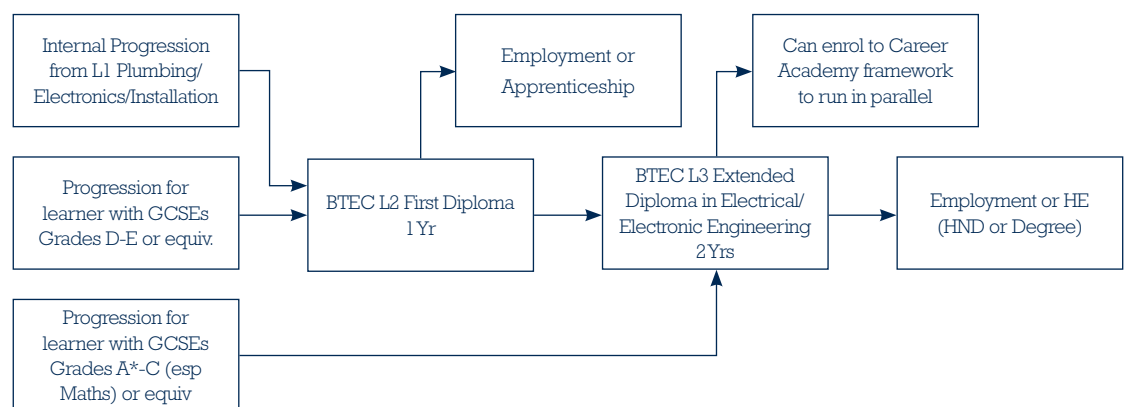 Internal Progression
from L1 Plumbing/
Electronics/Installation
Employment or
Apprenticeship
Can enrol to Career
Academy framework
to run in parallel
Progression for
learner with GCSEs
Grades D-E or equiv.
BTEC L2 First Diploma
1 Yr
BTEC L3 Extended
Diploma in Electrical/
Electronic Engineering
2 Yrs
Employment or HE
(HND or Degree)
Progression for
learner with GCSEs
Grades A*-C (esp
Maths) or equiv